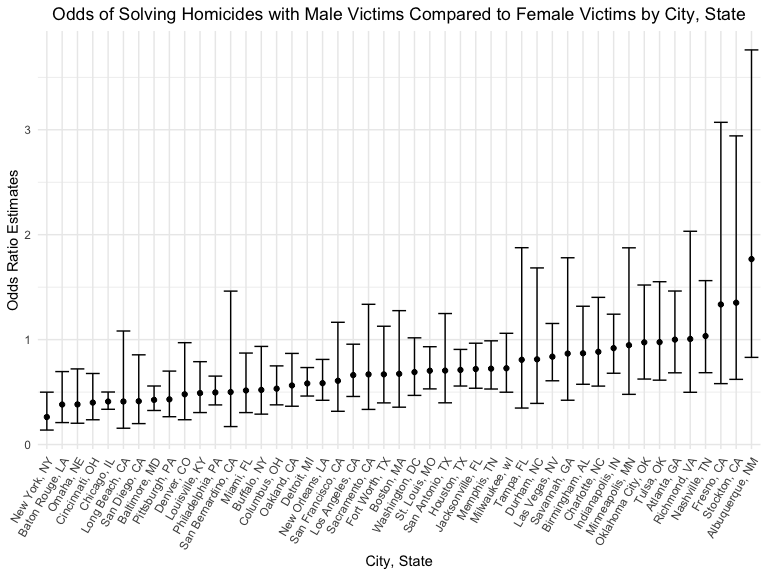 Odds of Solving Homicides with Male Victims Compared to Female Victims by City, State
Odds Ratio Estimates
3
2
1
0
New York, NY
Baton Rouge, LA
Omaha, NE
Cincinnati, OH
Chicago, IL
Long Beach, CA
San Diego, CA
Baltimore, MD
Pittsburgh, PA
Denver, CO
Louisville, KY
Philadelphia, PA
San Bernardino, CA
Miami, FL
Buffalo, NY
Columbus, OH
Oakland, CA
Detroit, MI
New Orleans, LA
San Francisco, CA
Los Angeles, CA
Sacramento, CA
Fort Worth, TX
Boston, MA
Washington, DC
St. Louis, MO
San Antonio, TX
Houston, TX
Jacksonville, FL
Memphis, TN
Milwaukee, wI
Tampa, FL
Durham, NC
Las Vegas, NV
Savannah, GA
Birmingham, AL
Charlotte, NC
Indianapolis, IN
Minneapolis, MN
Oklahoma City, OK
Tulsa, OK
Atlanta, GA
Richmond, VA
Nashville, TN
Fresno, CA
Stockton, CA
Albuquerque, NM
City, State